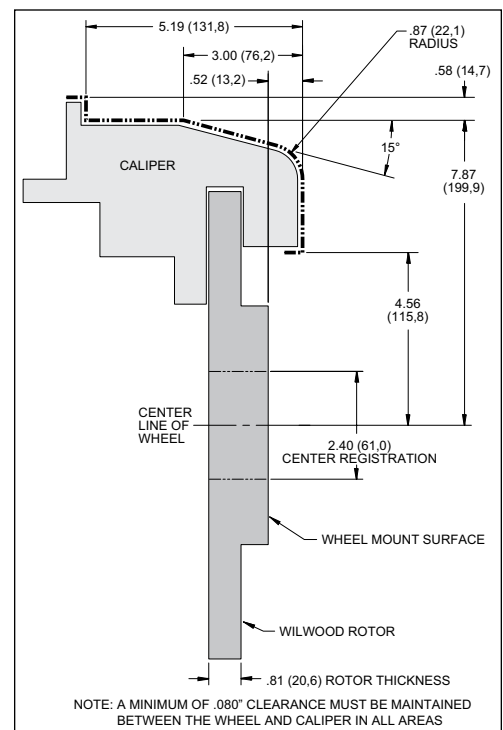 5.19 (131,8)
3.00 (76,2)
.52 (13,2)
.87 (22,1)
RADIUS
.58 (14,7)
CALIPER
15°
7.87
(199,9)
4.56
(115,8)
CENTER
LINE OF
WHEEL
2.40 (61,0)
CENTER REGISTRATION
WHEEL MOUNT SURFACE
WILWOOD ROTOR
.81 (20,6) ROTOR THICKNESS
NOTE: A MINIMUM OF .080" CLEARANCE MUST BE MAINTAINED
BETWEEN THE WHEEL AND CALIPER IN ALL AREAS